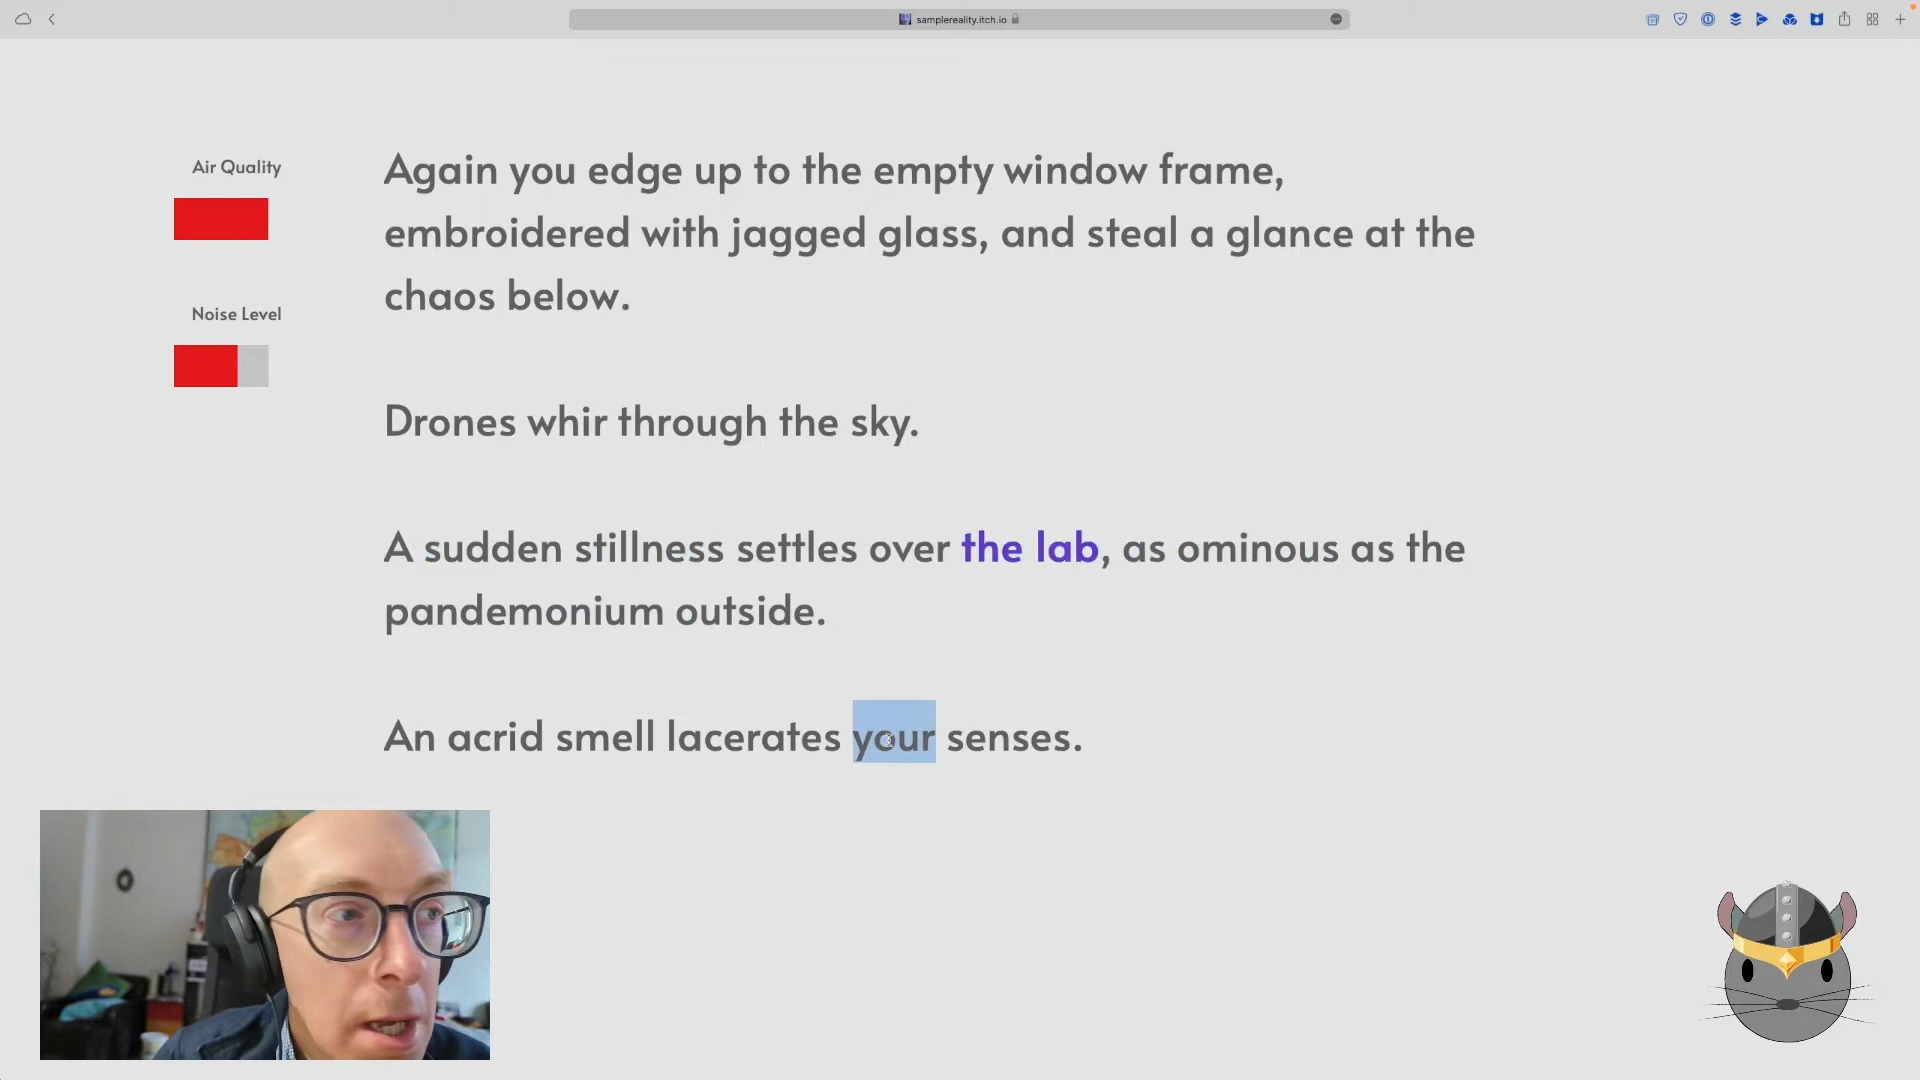 samplereality.itch.io
Air Quality
Noise Level
Again you edge up to the empty window frame,
embroidered with jagged glass, and steal a glance at the
chaos below.
Drones whir through the sky.
A sudden stillness settles over the lab, as ominous as the
pandemonium outside.
An acrid smell lacerates your senses.